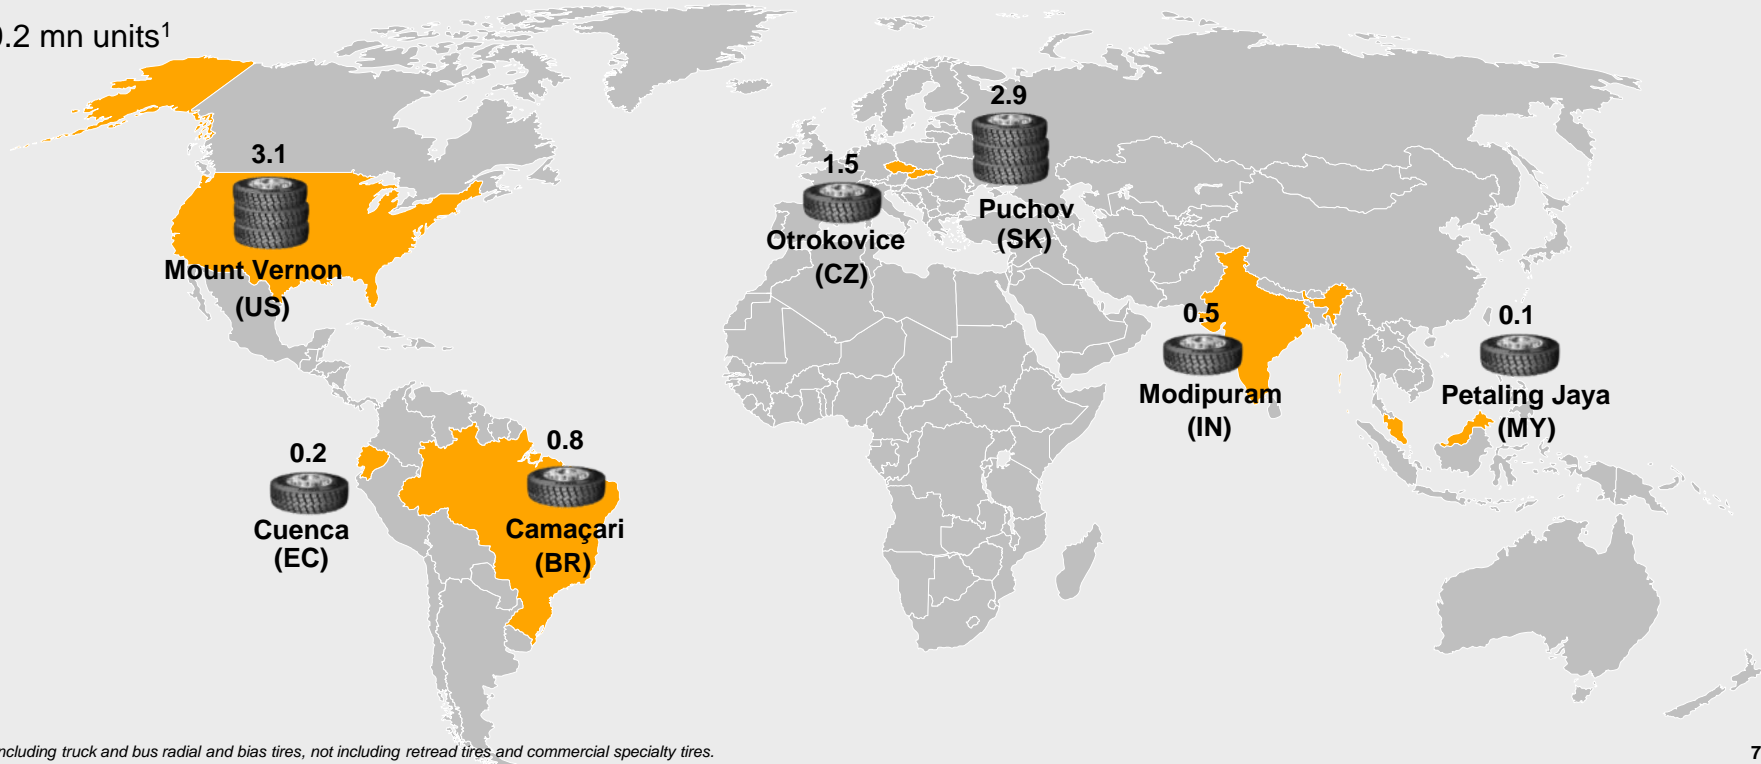 .2 mn units¹
2.9
3.1
1.5
Puchov
(SK)
Otrokovice
(CZ)
Mount Vernon
(US)
0.5
0.1
Modipuram
(IN)
Petaling Jaya
(MY)
0.2
0.8
Cuenca
(EC)
Camaçari
(BR)
ncluding truck and bus radial and bias tires, not including retread tires and commercial specialty tires.
7